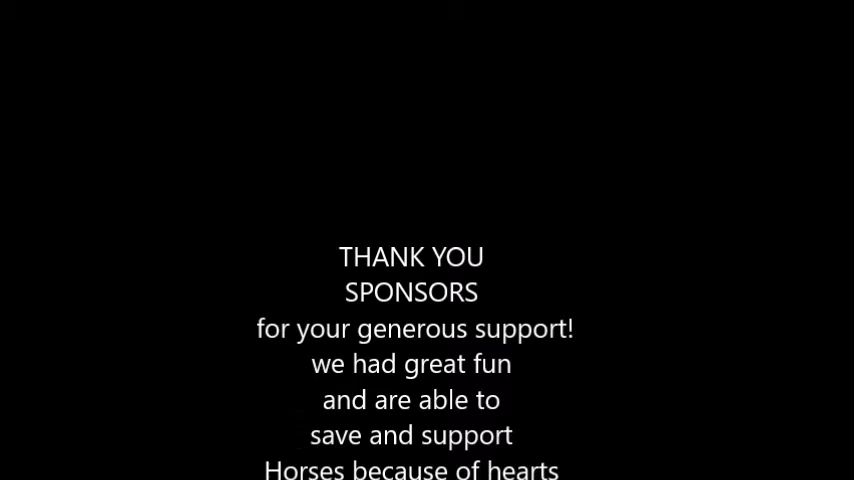 THANK YOU
SPONSORS
for your generous support!
we had great fun
and are able to
save and support
Horses because of hearts